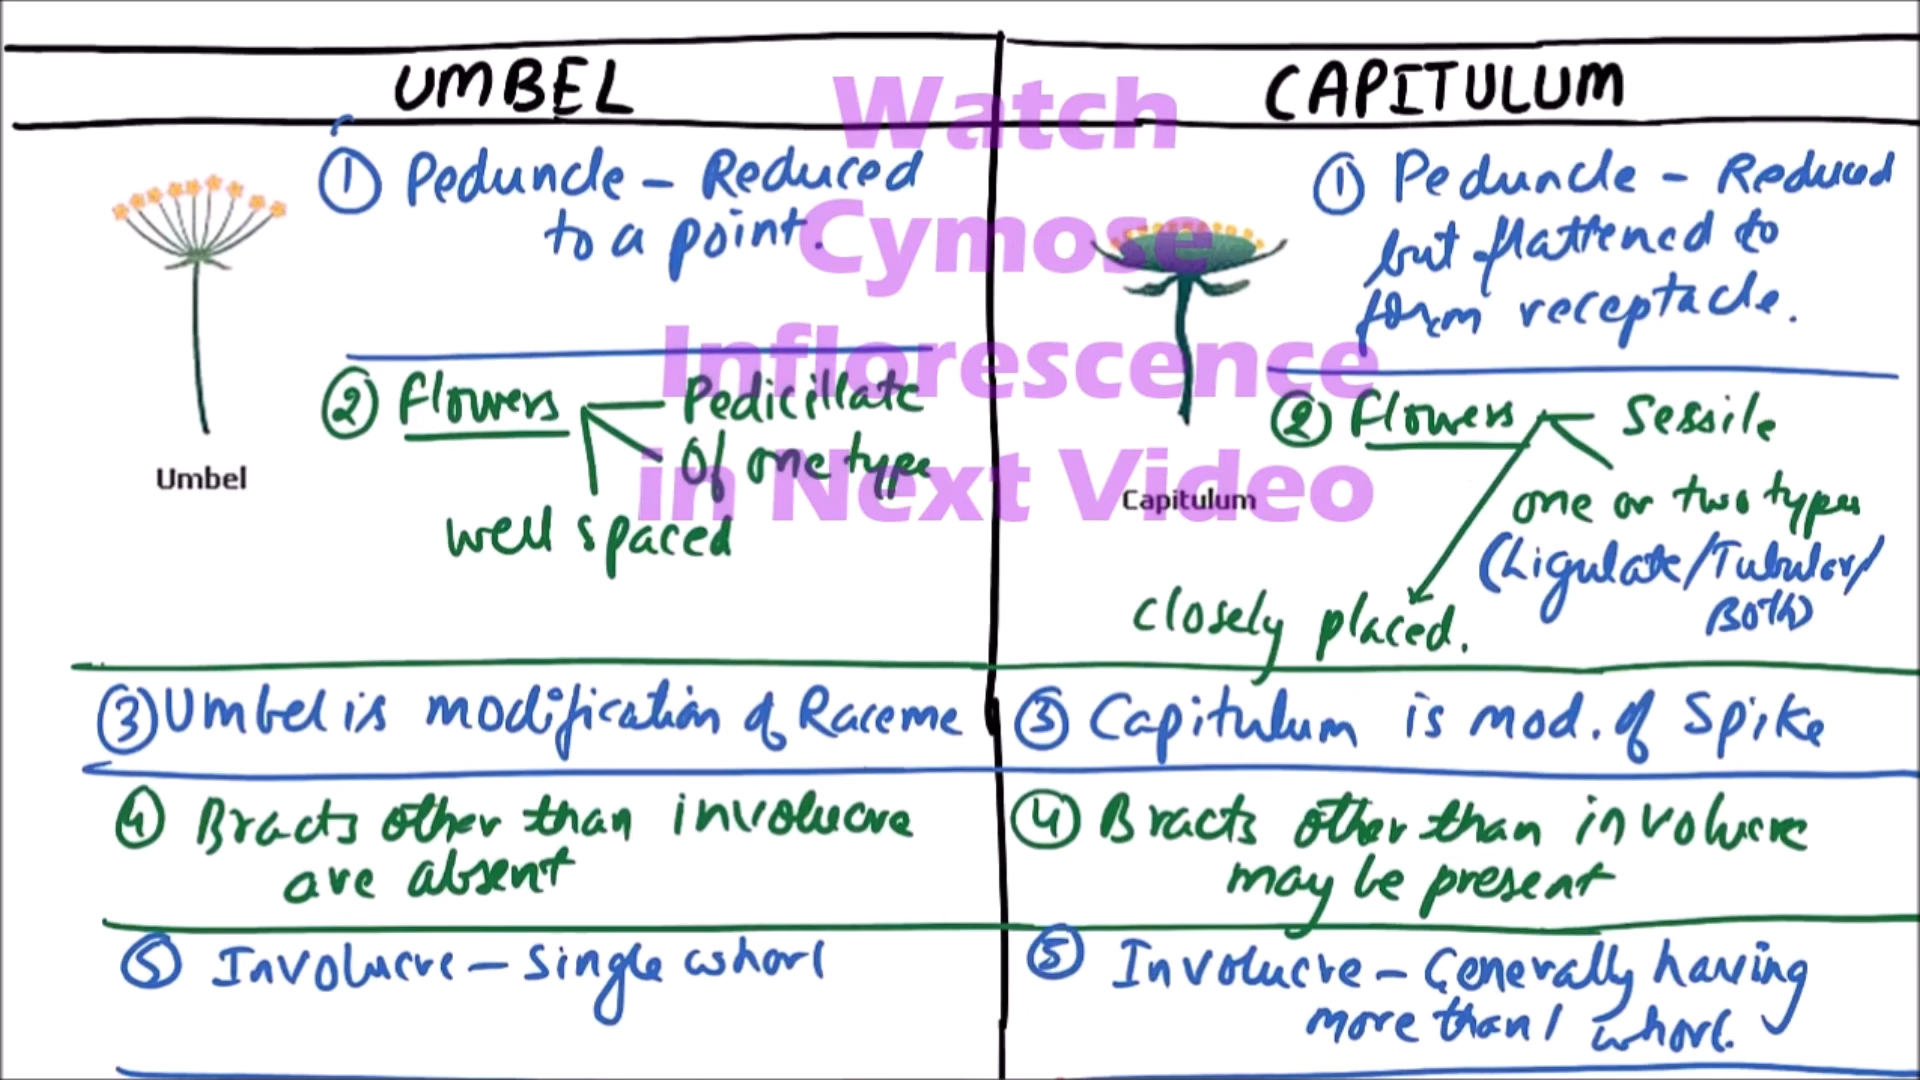 UMBEL
① Peduncle - Reduced
to a point.
Umbel
② Flowers
Pedicillate
Of one type
well spaced
CAPITULUM
① Peduncle - Reduced
but flattened to
form receptacle.
Capitulum
② Flowers
Sessile
one or two types
(Ligulate/Tubular/
Both)
closely placed.
③ Umbel is modification of Raceme
③ Capitulum is mod. of Spike
④ Bracts other than involucre
are absent
④ Bracts other than involucre
may be present
⑤ Involucre - Single whorl
⑤ Involucre - Generally having
more than 1 whorl.
Watch
Cymose
Inflorescence
in Next Video